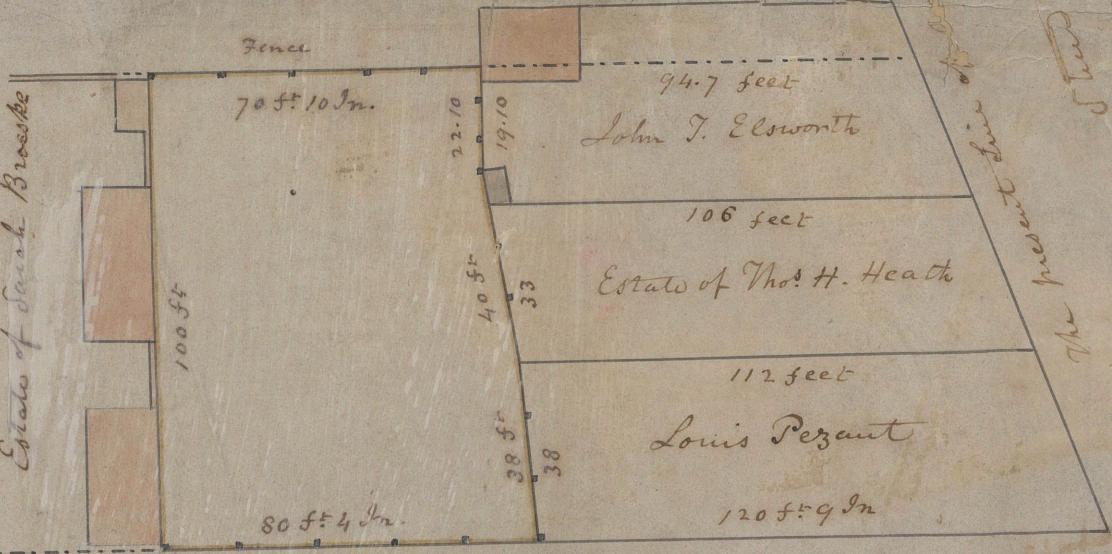 Fence
70 ft 10 In.
22.10
19.10
94.7 feet
John T. Elsworth
106 feet
Estate of Thos. H. Heath
40 ft
33
112 feet
Louis Pezant
38 ft
38
120 ft 9 In
100 ft
80 ft 4 In.
Estate of Sarah Broeske
The present line of